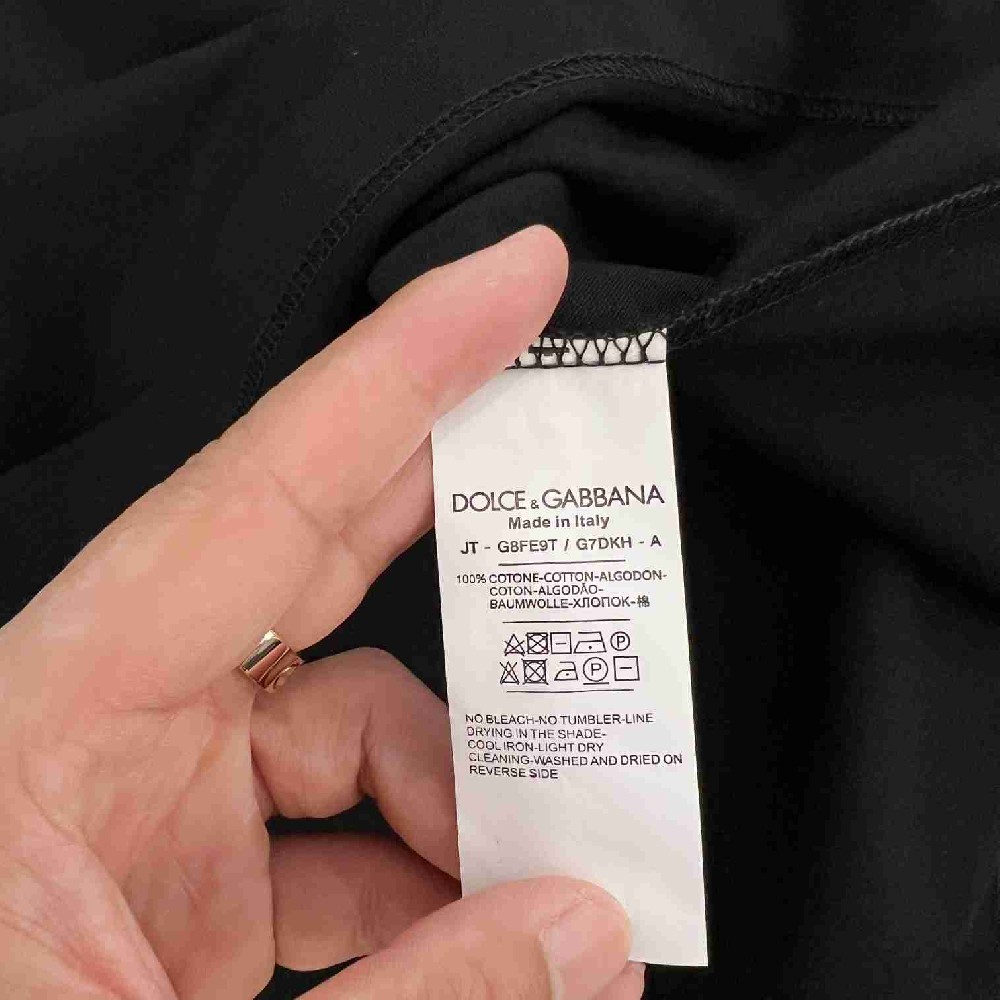 DOLCE & GABBANA
Made in Italy
JT - G8FE9T / G7DKH - A
100% COTONE-COTTON-ALGODÓN-
COTON-ALGODÃO-
BAUMWOLLE-ХЛОПОК-棉
P
P
NO BLEACH-NO TUMBLER-LINE
DRYING IN THE SHADE-
COOL IRON-LIGHT DRY
CLEANING-WASHED AND DRIED ON
REVERSE SIDE